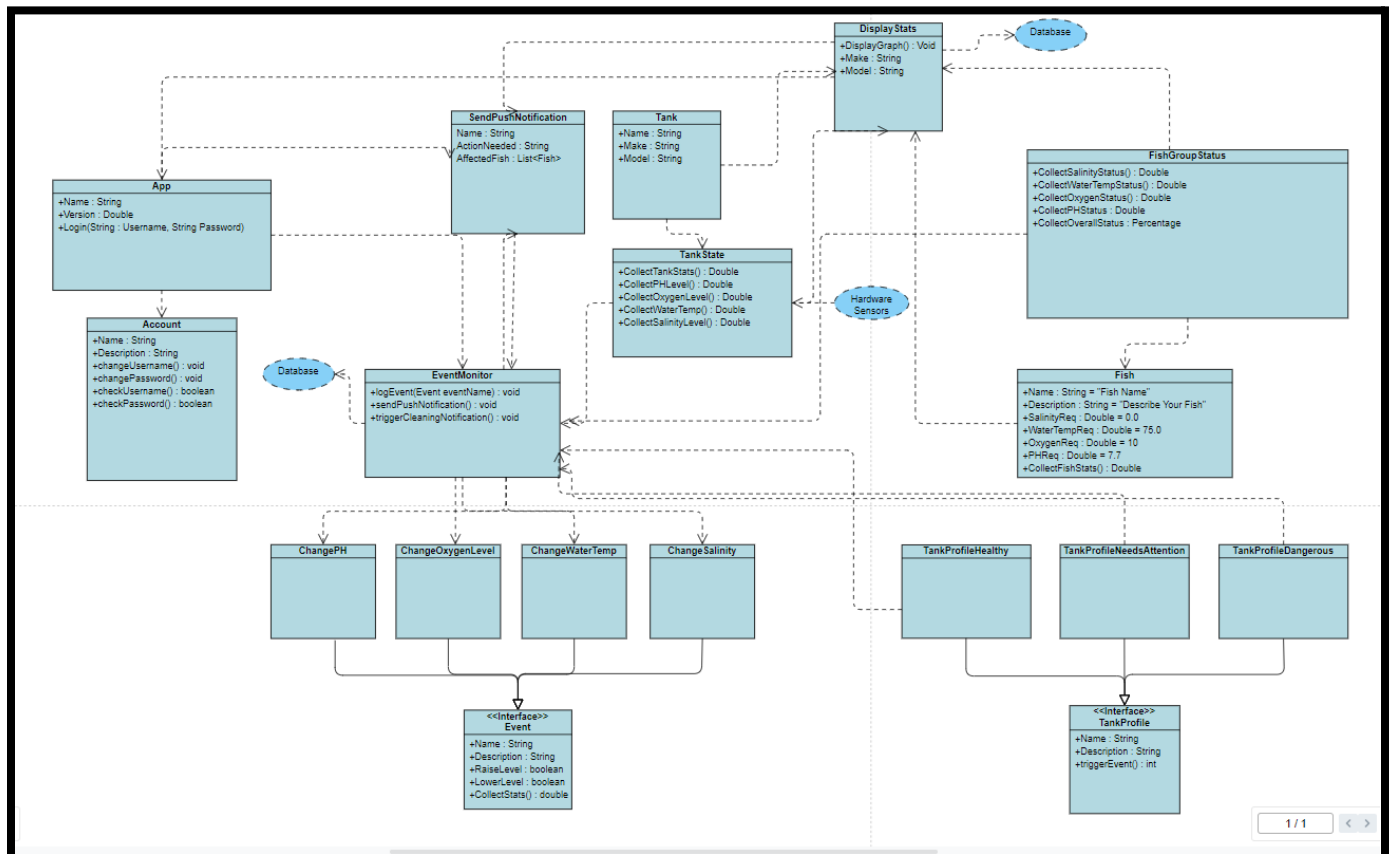 DisplayStats
+DisplayGraph() : Void
+Make : String
+Model : String
Database
SendPushNotification
Name : String
ActionNeeded : String
AffectedFish : List<Fish>
Tank
+Name : String
+Make : String
+Model : String
FishGroupStatus
+CollectSalinityStatus() : Double
+CollectWaterTempStatus() : Double
+CollectOxygenStatus() : Double
+CollectPHStatus : Double
+CollectOverallStatus : Percentage
App
+Name : String
+Version : Double
+Login(String : Username, String Password)
TankState
+CollectTankStats() : Double
+CollectPHLevel() : Double
+CollectOxygenLevel() : Double
+CollectWaterTemp() : Double
+CollectSalinityLevel() : Double
Hardware
Sensors
Account
+Name : String
+Description : String
+changeUsername() : void
+changePassword() : void
+checkUsername() : boolean
+checkPassword() : boolean
Database
EventMonitor
+logEvent(Event eventName) : void
+sendPushNotification() : void
+triggerCleaningNotification() : void
Fish
+Name : String = "Fish Name"
+Description : String = "Describe Your Fish"
+SalinityReq : Double = 0.0
+WaterTempReq : Double = 75.0
+OxygenReq : Double = 10
+PHReq : Double = 7.7
+CollectFishStats() : Double
ChangePH
ChangeOxygenLevel
ChangeWaterTemp
ChangeSalinity
TankProfileHealthy
TankProfileNeedsAttention
TankProfileDangerous
<<Interface>>
Event
+Name : String
+Description : String
+RaiseLevel : boolean
+LowerLevel : boolean
+CollectStats() : double
<<Interface>>
TankProfile
+Name : String
+Description : String
+triggerEvent() : int
1 / 1